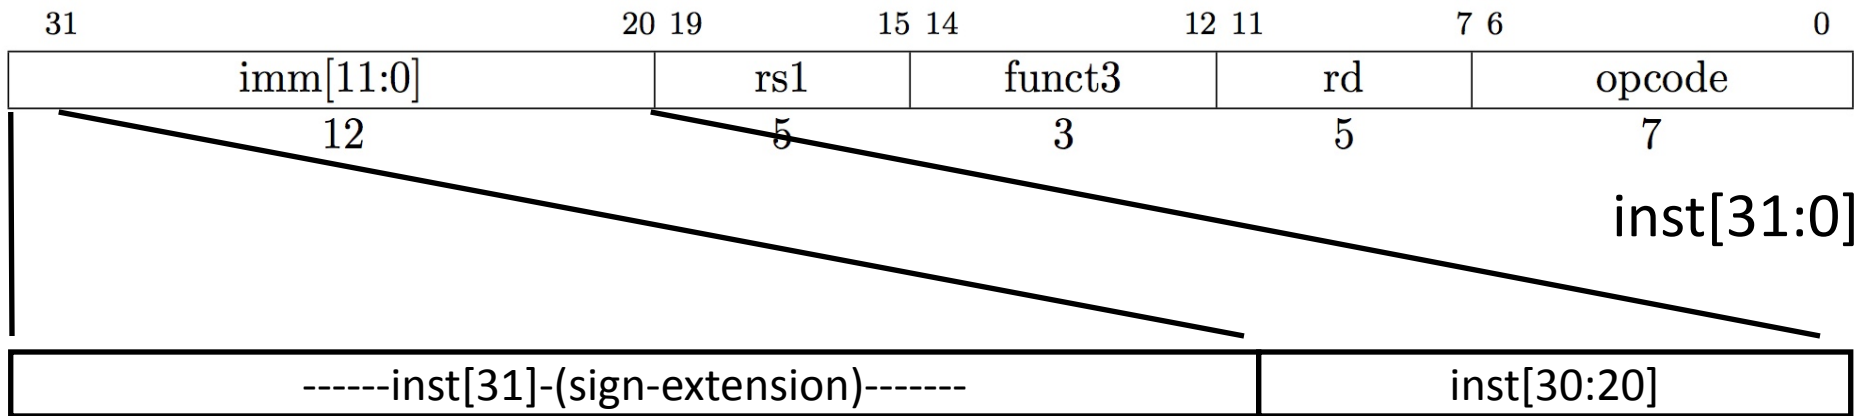 31 20 19 15 14 12 11 7 6 0
imm[11:0] rs1 funct3 rd opcode
12 5 3 5 7
inst[31:0]
------inst[31]-(sign-extension)------- inst[30:20]